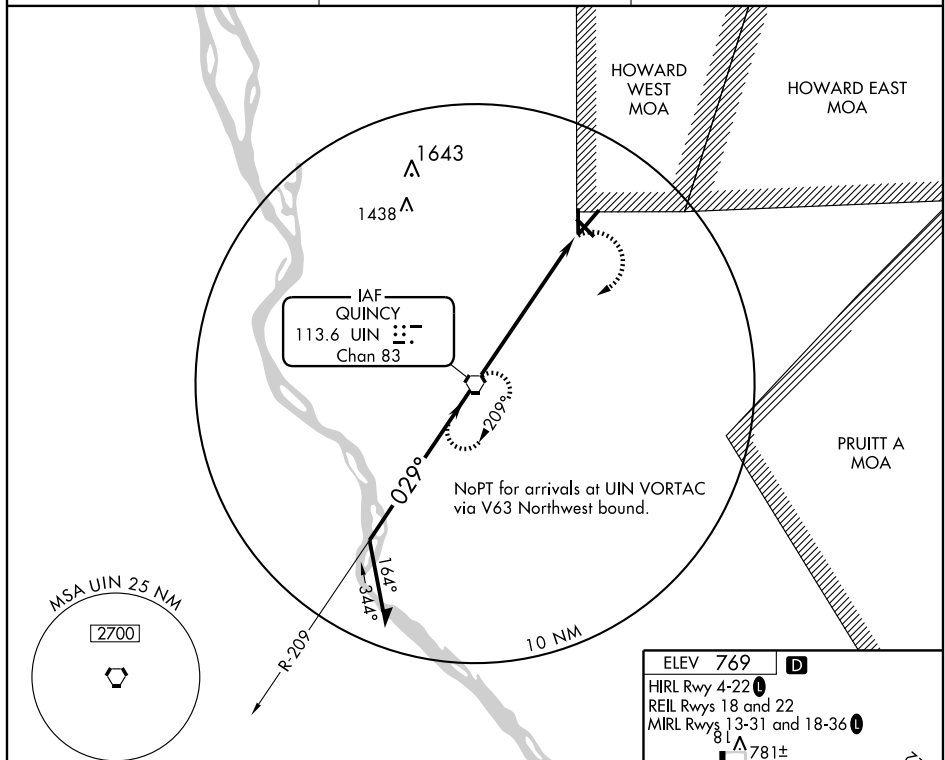 HOWARD
WEST
MOA
HOWARD EAST
MOA
1643
1438
IAF
QUINCY
113.6 UIN
Chan 83
209°
PRUITT A
MOA
029°
NoPT for arrivals at UIN VORTAC
via V63 Northwest bound.
164°
344°
MSA UIN 25 NM
2700
R-209
10 NM
ELEV 769 D
HIRL Rwy 4-22 L
REIL Rwys 18 and 22
MIRL Rwys 13-31 and 18-36 L
781±